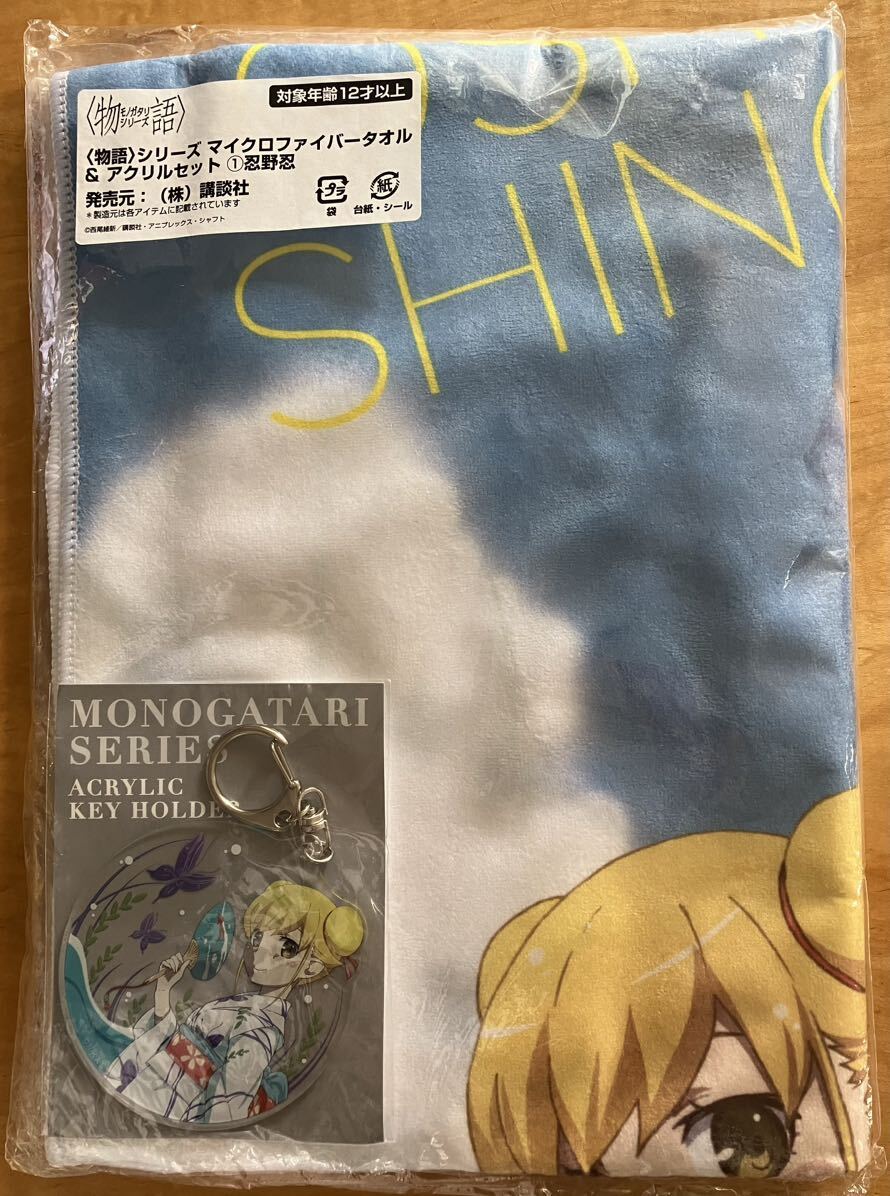 対象年齢12才以上
〈物語〉
モノガタリ
シリーズ
〈物語〉シリーズ マイクロファイバータオル
& アクリルセット ①忍野忍
発売元：（株）講談社
*製造元は各アイテムに記載されています
©西尾維新／講談社・アニプレックス・シャフト
プラ
袋
紙
台紙・シール
SHIN
MONOGATARI
SERIES
ACRYLIC
KEY HOLDE